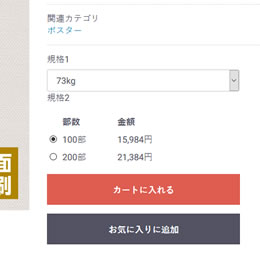 関連カテゴリ
ポスター
規格1
73kg
規格2
部数 金額
100部 15,984円
200部 21,384円
面
刷
カートに入れる
お気に入りに追加